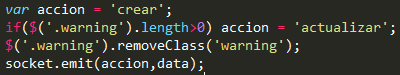 var accion = 'crear';
if($('.warning').length>0) accion = 'actualizar';
$('.warning').removeClass('warning');
socket.emit(accion,data);